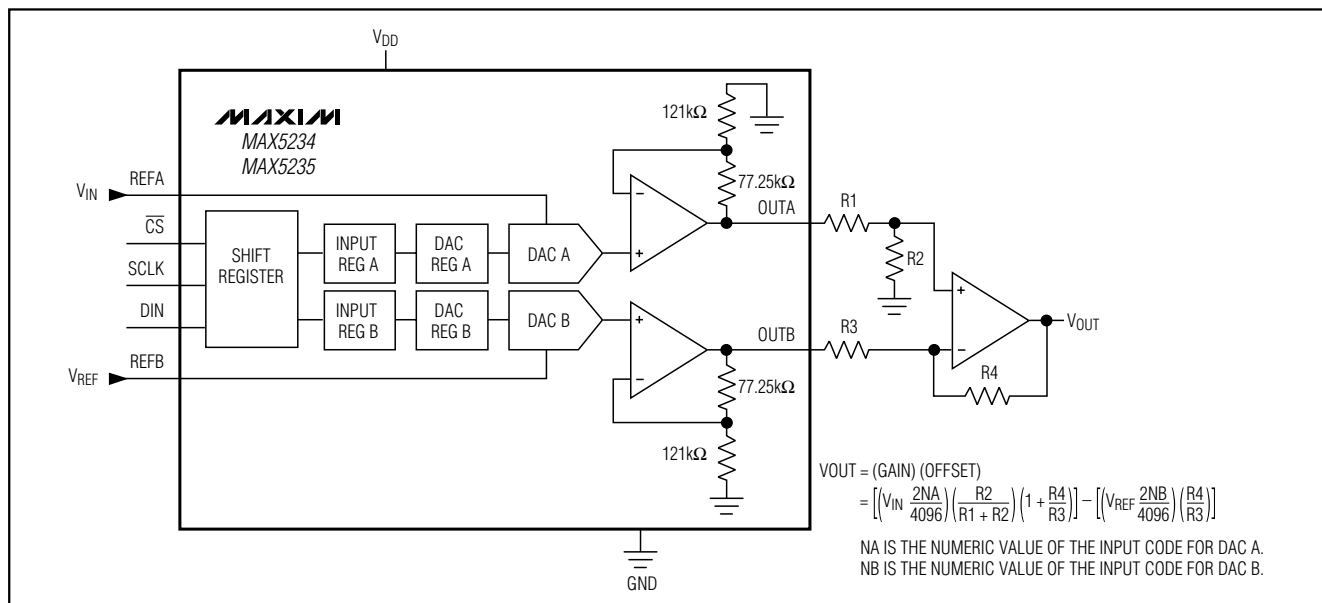 VDD
MAXIM
MAX5234
MAX5235
121kΩ
77.25kΩ
REFA
VIN
OUTA
R1
R2
CS
SCLK
DIN
SHIFT
REGISTER
INPUT
REG A
DAC
REG A
DAC A
INPUT
REG B
DAC
REG B
DAC B
REFB
VREF
OUTB
R3
R4
VOUT
+
−
+
−
+
−
77.25kΩ
121kΩ
GND
VOUT = (GAIN) (OFFSET)
= [(VIN 2NA/4096)(R2/R1 + R2)(1 + R4/R3)] − [(VREF 2NB/4096)(R4/R3)]
NA IS THE NUMERIC VALUE OF THE INPUT CODE FOR DAC A.
NB IS THE NUMERIC VALUE OF THE INPUT CODE FOR DAC B.